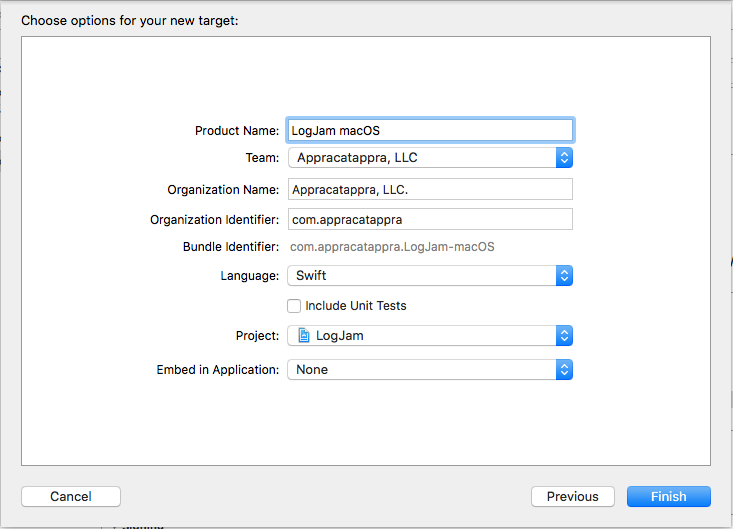 Choose options for your new target:
Product Name: LogJam macOS
Team: Appracatappra, LLC
Organization Name: Appracatappra, LLC.
Organization Identifier: com.appracatappra
Bundle Identifier: com.appracatappra.LogJam-macOS
Language: Swift
Include Unit Tests
Project: LogJam
Embed in Application: None
Cancel Previous Finish